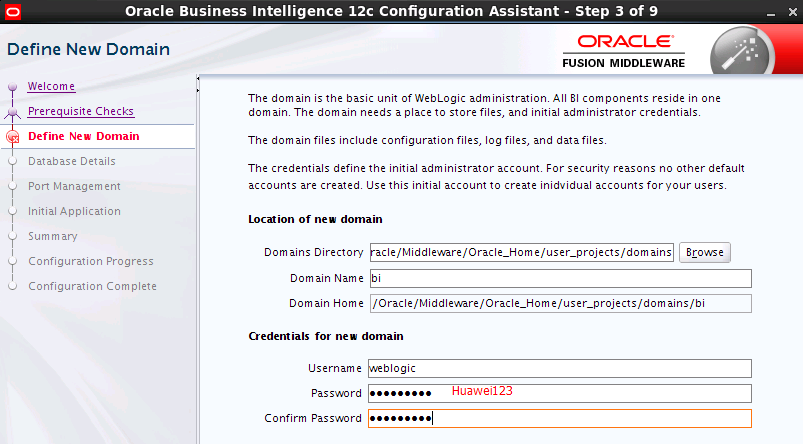 Oracle Business Intelligence 12c Configuration Assistant - Step 3 of 9
Define New Domain
ORACLE
FUSION MIDDLEWARE
Welcome
Prerequisite Checks
Define New Domain
Database Details
Port Management
Initial Application
Summary
Configuration Progress
Configuration Complete
The domain is the basic unit of WebLogic administration. All BI components reside in one
domain. The domain needs a place to store files, and initial administrator credentials.
The domain files include configuration files, log files, and data files.
The credentials define the initial administrator account. For security reasons no other default
accounts are created. Use this initial account to create inidvidual accounts for your users.
Location of new domain
Domains Directory racle/Middleware/Oracle_Home/user_projects/domains Browse
Domain Name bi
Domain Home /Oracle/Middleware/Oracle_Home/user_projects/domains/bi
Credentials for new domain
Username weblogic
Password ●●●●●●●●● Huawei123
Confirm Password ●●●●●●●●●